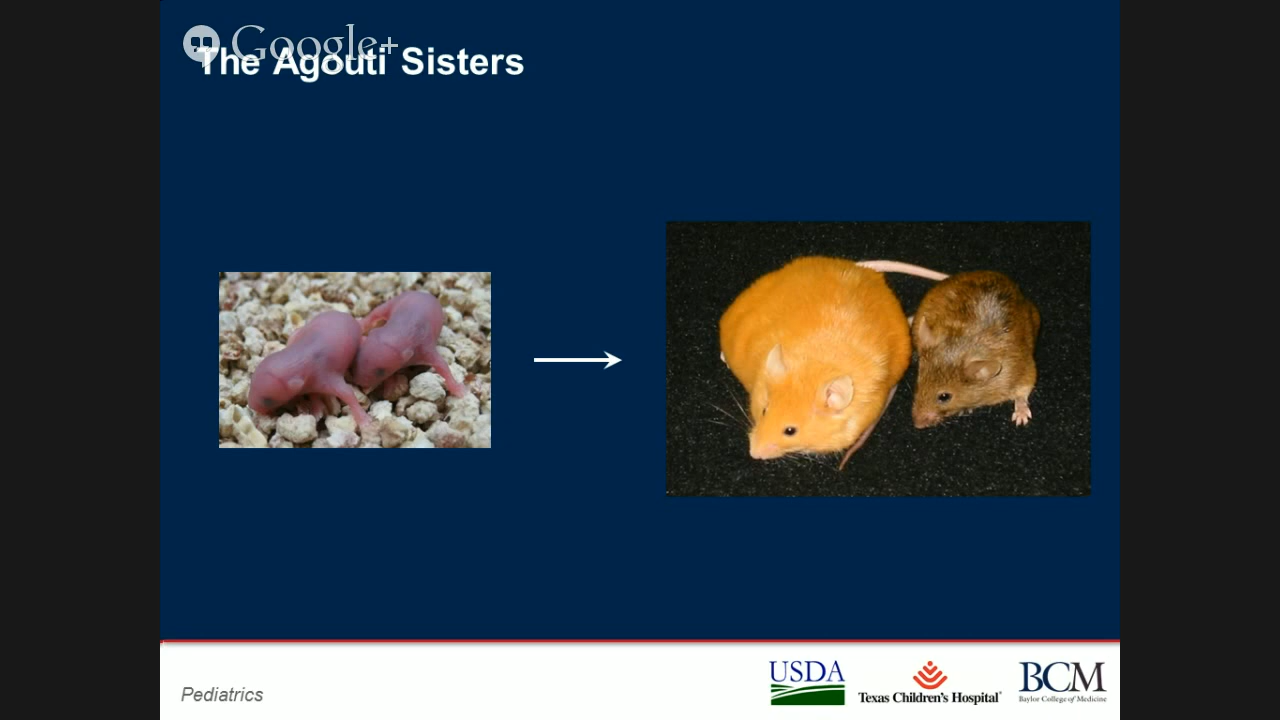 Google+
The Agouti Sisters
Pediatrics
USDA
Texas Children's Hospital®
BCM
Baylor College of Medicine